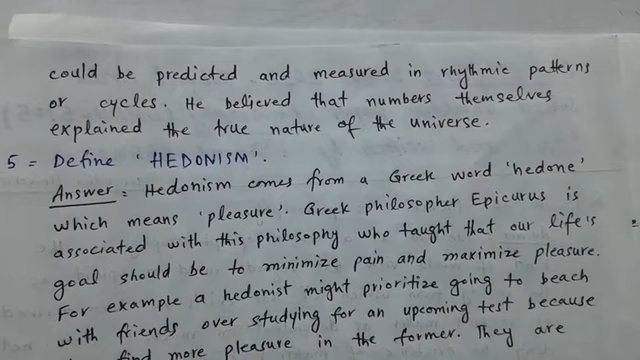 could be predicted and measured in rhythmic patterns
or cycles. He believed that numbers themselves
explained the true nature of the universe.
5 = Define 'HEDONISM'.
Answer = Hedonism comes from a Greek word 'hedone'
which means 'pleasure'. Greek philosopher Epicurus is
associated with this philosophy who taught that our life's
goal should be to minimize pain and maximize pleasure.
For example a hedonist might prioritize going to beach
with friends over studying for an upcoming test because
find more pleasure in the former. They are